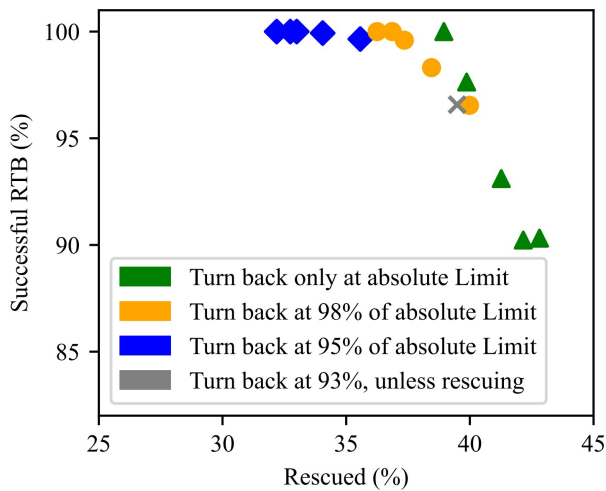 100
95
90
85
Successful RTB (%)
Turn back only at absolute Limit
Turn back at 98% of absolute Limit
Turn back at 95% of absolute Limit
Turn back at 93%, unless rescuing
25 30 35 40 45
Rescued (%)